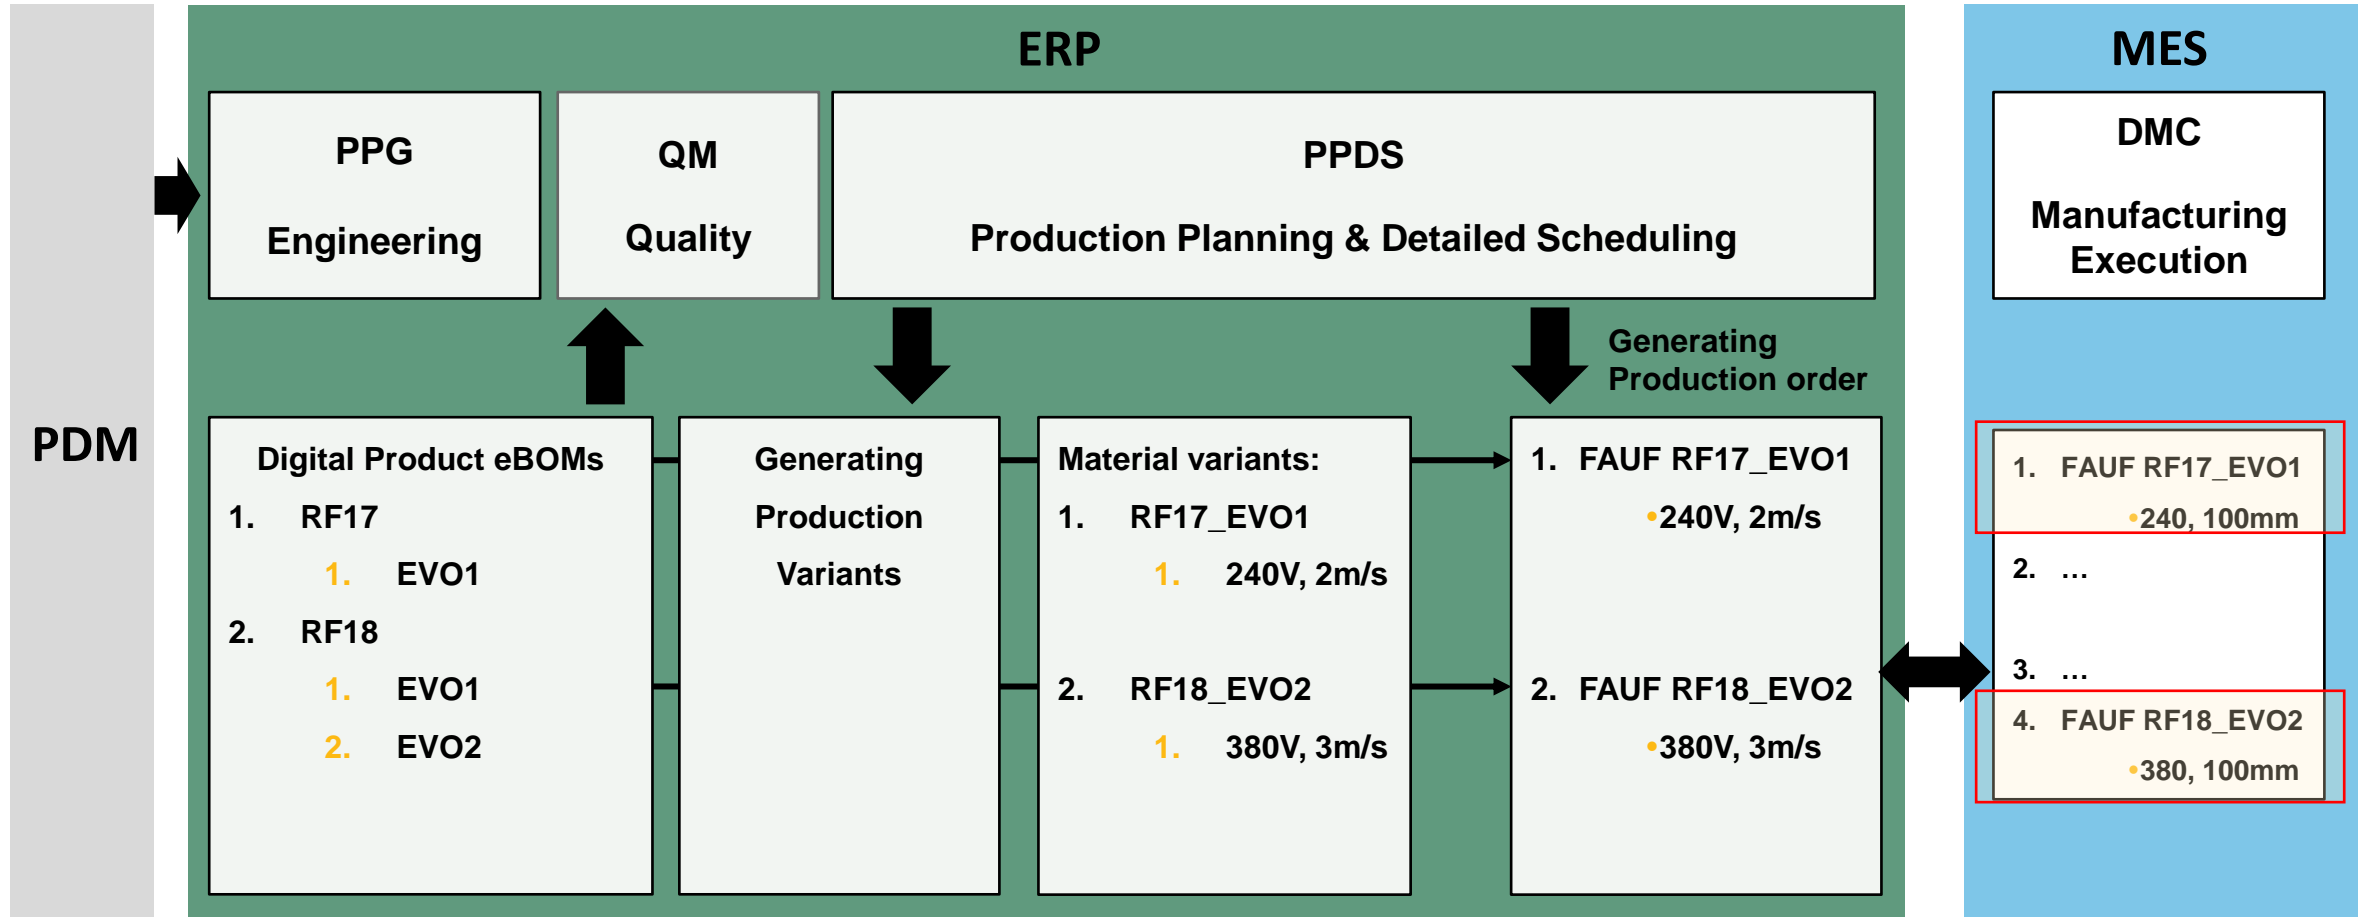 PDM
ERP
PPG
Engineering
QM
Quality
PPDS
Production Planning & Detailed Scheduling
Generating
Production order
Digital Product eBOMs
1. RF17
1. EVO1
2. RF18
1. EVO1
2. EVO2
Generating
Production
Variants
Material variants:
1. RF17_EVO1
1. 240V, 2m/s
2. RF18_EVO2
1. 380V, 3m/s
1. FAUF RF17_EVO1
•240V, 2m/s
2. FAUF RF18_EVO2
•380V, 3m/s
MES
DMC
Manufacturing
Execution
1. FAUF RF17_EVO1
•240, 100mm
2. …
3. …
4. FAUF RF18_EVO2
•380, 100mm